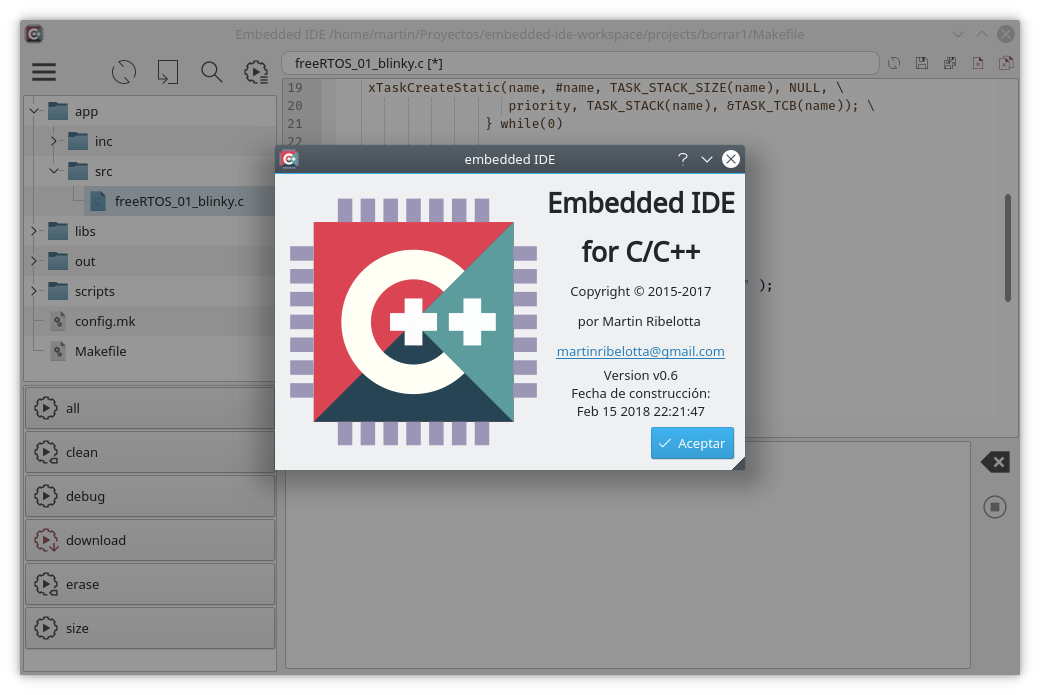 Embedded IDE /home/martin/Proyectos/embedded-ide-workspace/projects/borrar1/Makefile
freeRTOS_01_blinky.c [*]
19 xTaskCreateStatic(name, #name, TASK_STACK_SIZE(name), NULL, \
20 priority, TASK_STACK(name), &TASK_TCB(name)); \
21 } while(0)
22
" );
app
inc
src
freeRTOS_01_blinky.c
libs
out
scripts
config.mk
Makefile
all
clean
debug
download
erase
size
embedded IDE
?
C++
Embedded IDE
for C/C++
Copyright © 2015-2017
por Martin Ribelotta
martinribelotta@gmail.com
Version v0.6
Fecha de construcción:
Feb 15 2018 22:21:47
Aceptar